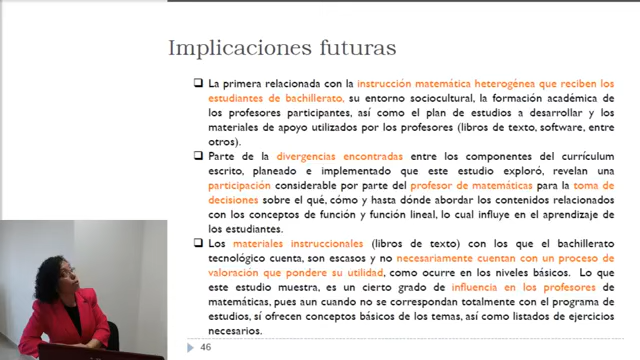 Implicaciones futuras
❑ La primera relacionada con la instrucción matemática heterogénea que reciben los
estudiantes de bachillerato, su entorno sociocultural, la formación académica de
los profesores participantes, así como el plan de estudios a desarrollar y los
materiales de apoyo utilizados por los profesores (libros de texto, software, entre
otros).
❑ Parte de la divergencias encontradas entre los componentes del currículum
escrito, planeado e implementado que este estudio exploró, revelan una
participación considerable por parte del profesor de matemáticas para la toma de
decisiones sobre el qué, cómo y hasta dónde abordar los contenidos relacionados
con los conceptos de función y función lineal, lo cual influye en el aprendizaje de
los estudiantes.
❑ Los materiales instruccionales (libros de texto) con los que el bachillerato
tecnológico cuenta, son escasos y no necesariamente cuentan con un proceso de
valoración que pondere su utilidad, como ocurre en los niveles básicos. Lo que
este estudio muestra, es un cierto grado de influencia en los profesores de
matemáticas, pues aun cuando no se correspondan totalmente con el programa de
estudios, sí ofrecen conceptos básicos de los temas, así como listados de ejercicios
necesarios.
46